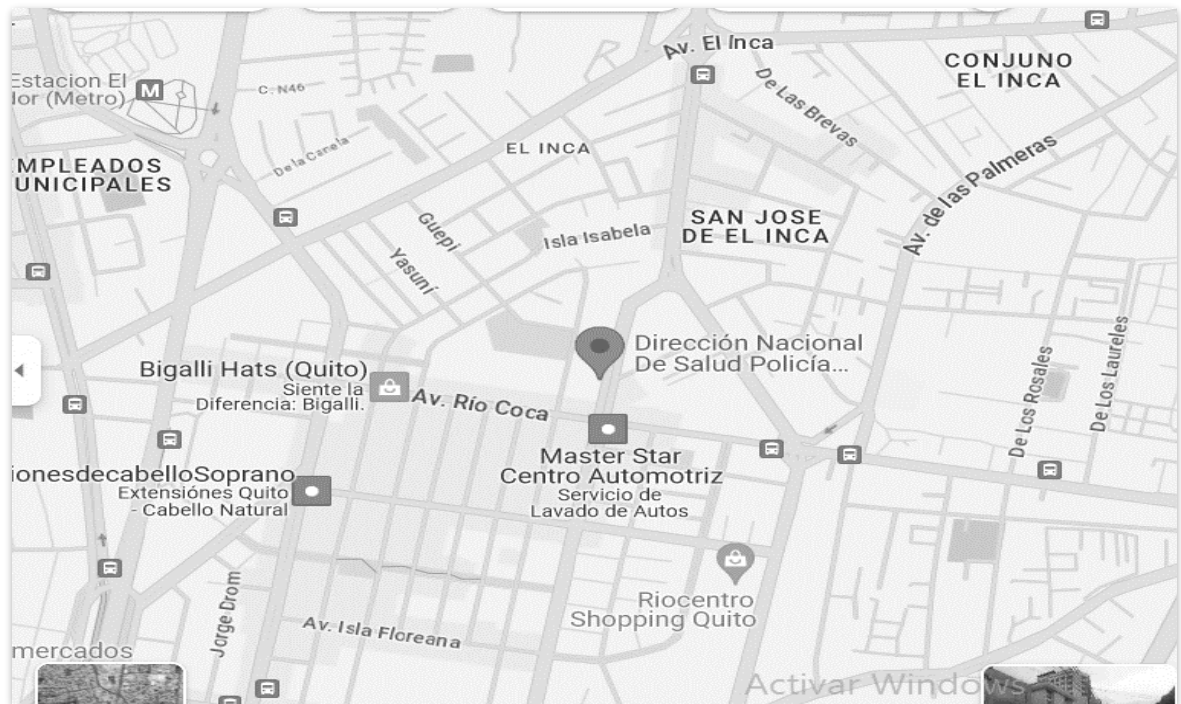 Av. El Inca
CONJUNO
EL INCA
Estacion El
dor (Metro)
M
C. N46
De Las Brevas
De la Canela
EL INCA
MPLEADOS
UNICIPALES
Av. de las Palmeras
Guepi
Isla Isabela
SAN JOSE
DE EL INCA
Yasuní
Dirección Nacional
De Salud Policía...
Bigalli Hats (Quito)
Siente la
Diferencia: Bigalli.
Av. Río Coca
De Los Rosales
De Los Laureles
Master Star
Centro Automotriz
Servicio de
Lavado de Autos
ionesdecabelloSoprano
Extensiónes Quito
- Cabello Natural
Riocentro
Shopping Quito
Jorge Drom
Av. Isla Floreana
mercados
Activar Windows